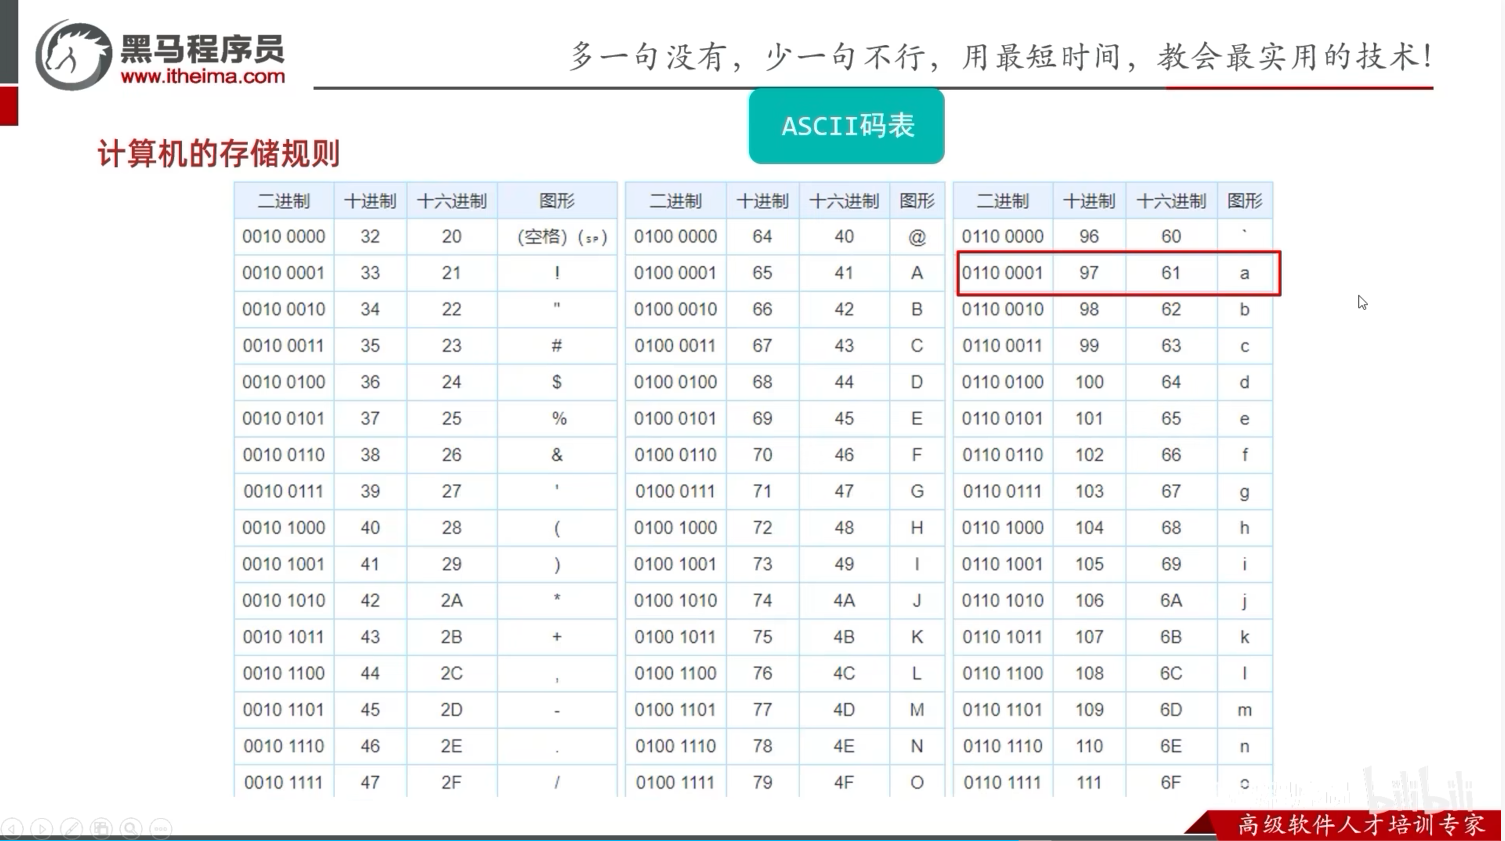 黑马程序员
www.itheima.com
多一句没有，少一句不行，用最短时间，教会最实用的技术！
ASCII码表
计算机的存储规则
二进制 十进制 十六进制 图形 二进制 十进制 十六进制 图形 二进制 十进制 十六进制 图形
0010 0000 32 20 (空格) (SP) 0100 0000 64 40 @ 0110 0000 96 60 `
0010 0001 33 21 ! 0100 0001 65 41 A 0110 0001 97 61 a
0010 0010 34 22 " 0100 0010 66 42 B 0110 0010 98 62 b
0010 0011 35 23 # 0100 0011 67 43 C 0110 0011 99 63 c
0010 0100 36 24 $ 0100 0100 68 44 D 0110 0100 100 64 d
0010 0101 37 25 % 0100 0101 69 45 E 0110 0101 101 65 e
0010 0110 38 26 & 0100 0110 70 46 F 0110 0110 102 66 f
0010 0111 39 27 ' 0100 0111 71 47 G 0110 0111 103 67 g
0010 1000 40 28 ( 0100 1000 72 48 H 0110 1000 104 68 h
0010 1001 41 29 ) 0100 1001 73 49 I 0110 1001 105 69 i
0010 1010 42 2A * 0100 1010 74 4A J 0110 1010 106 6A j
0010 1011 43 2B + 0100 1011 75 4B K 0110 1011 107 6B k
0010 1100 44 2C , 0100 1100 76 4C L 0110 1100 108 6C l
0010 1101 45 2D - 0100 1101 77 4D M 0110 1101 109 6D m
0010 1110 46 2E . 0100 1110 78 4E N 0110 1110 110 6E n
0010 1111 47 2F / 0100 1111 79 4F O 0110 1111 111 6F o
bilibili
高级软件人才培训专家